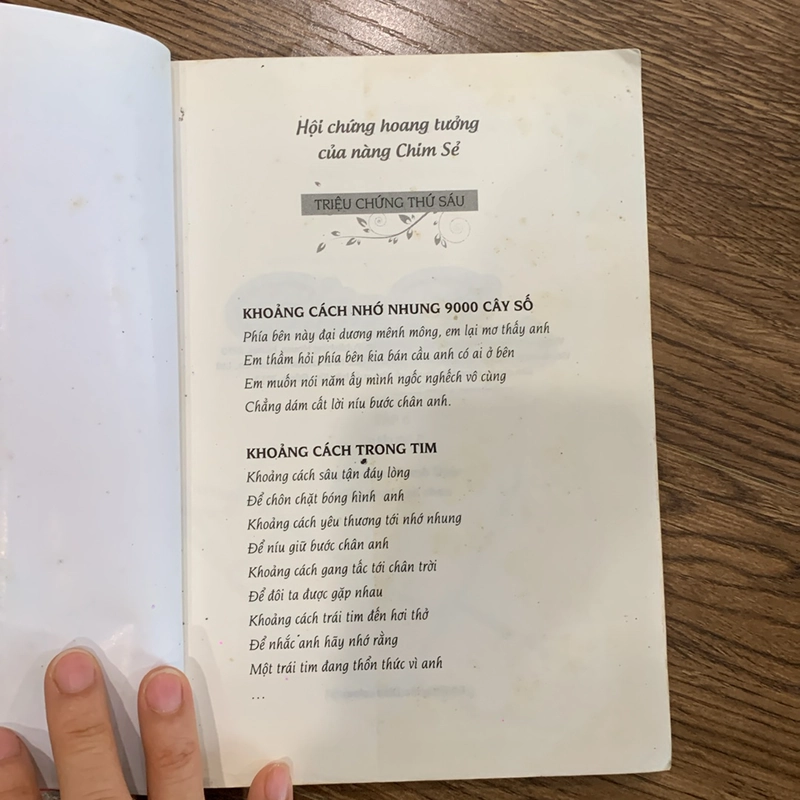 Hội chứng hoang tưởng
của nàng Chim Sẻ
TRIỆU CHỨNG THỨ SÁU
KHOẢNG CÁCH NHỚ NHUNG 9000 CÂY SỐ
Phía bên này đại dương mênh mông, em lại mơ thấy anh
Em thầm hỏi phía bên kia bán cầu anh có ai ở bên
Em muốn nói năm ấy mình ngốc nghếch vô cùng
Chẳng dám cất lời níu bước chân anh.
KHOẢNG CÁCH TRONG TIM
Khoảng cách sâu tận đáy lòng
Để chôn chặt bóng hình anh
Khoảng cách yêu thương tới nhớ nhung
Để níu giữ bước chân anh
Khoảng cách gang tấc tới chân trời
Để đôi ta được gặp nhau
Khoảng cách trái tim đến hơi thở
Để nhắc anh hãy nhớ rằng
Một trái tim đang thổn thức vì anh
...